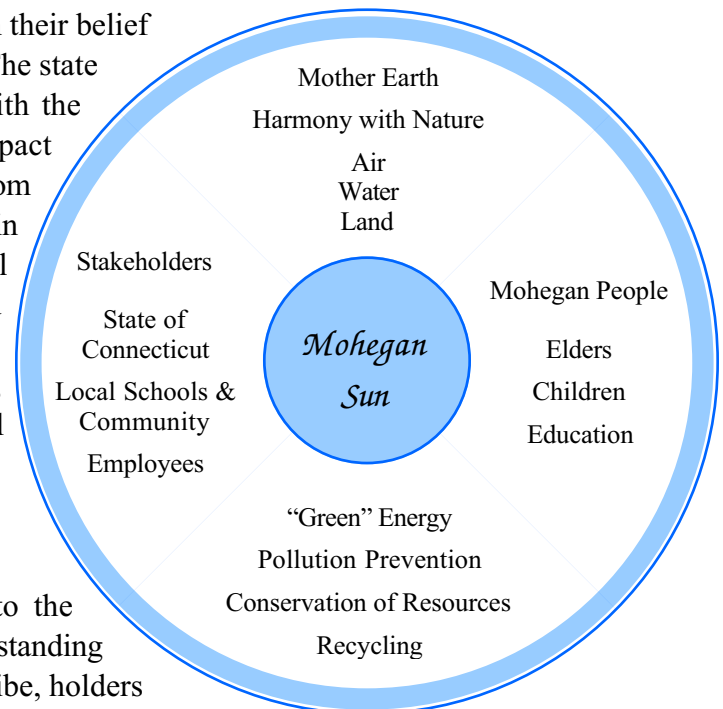 their belief
The state
ith the
pact
om
to the
standing
ibe, holders
Mother Earth
Harmony with Nature
Air
Water
Land
Stakeholders
State of
Connecticut
Local Schools &
Community
Employees
Mohegan
Sun
Mohegan People
Elders
Children
Education
“Green” Energy
Pollution Prevention
Conservation of Resources
Recycling